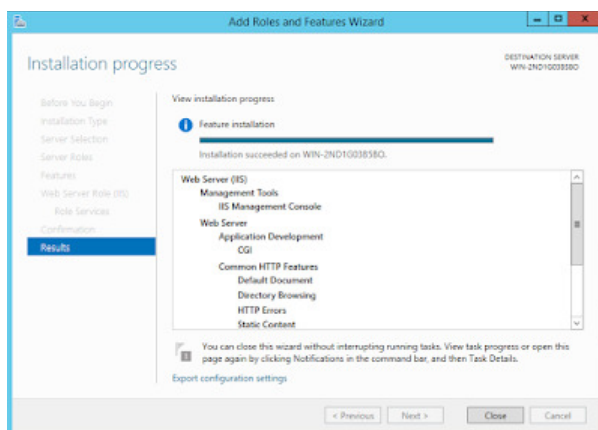 Add Roles and Features Wizard
Installation progress
DESTINATION SERVER
WIN-2ND1G03B5BO
Before You Begin
Installation Type
Server Selection
Server Roles
Features
Web Server Role (IIS)
Role Services
Confirmation
Results
View installation progress
Feature installation
Installation succeeded on WIN-2ND1G03B5BO.
Web Server (IIS)
Management Tools
IIS Management Console
Web Server
Application Development
CGI
Common HTTP Features
Default Document
Directory Browsing
HTTP Errors
Static Content
You can close this wizard without interrupting running tasks. View task progress or open this
page again by clicking Notifications in the command bar, and then Task Details.
Export configuration settings
< Previous
Next >
Close
Cancel